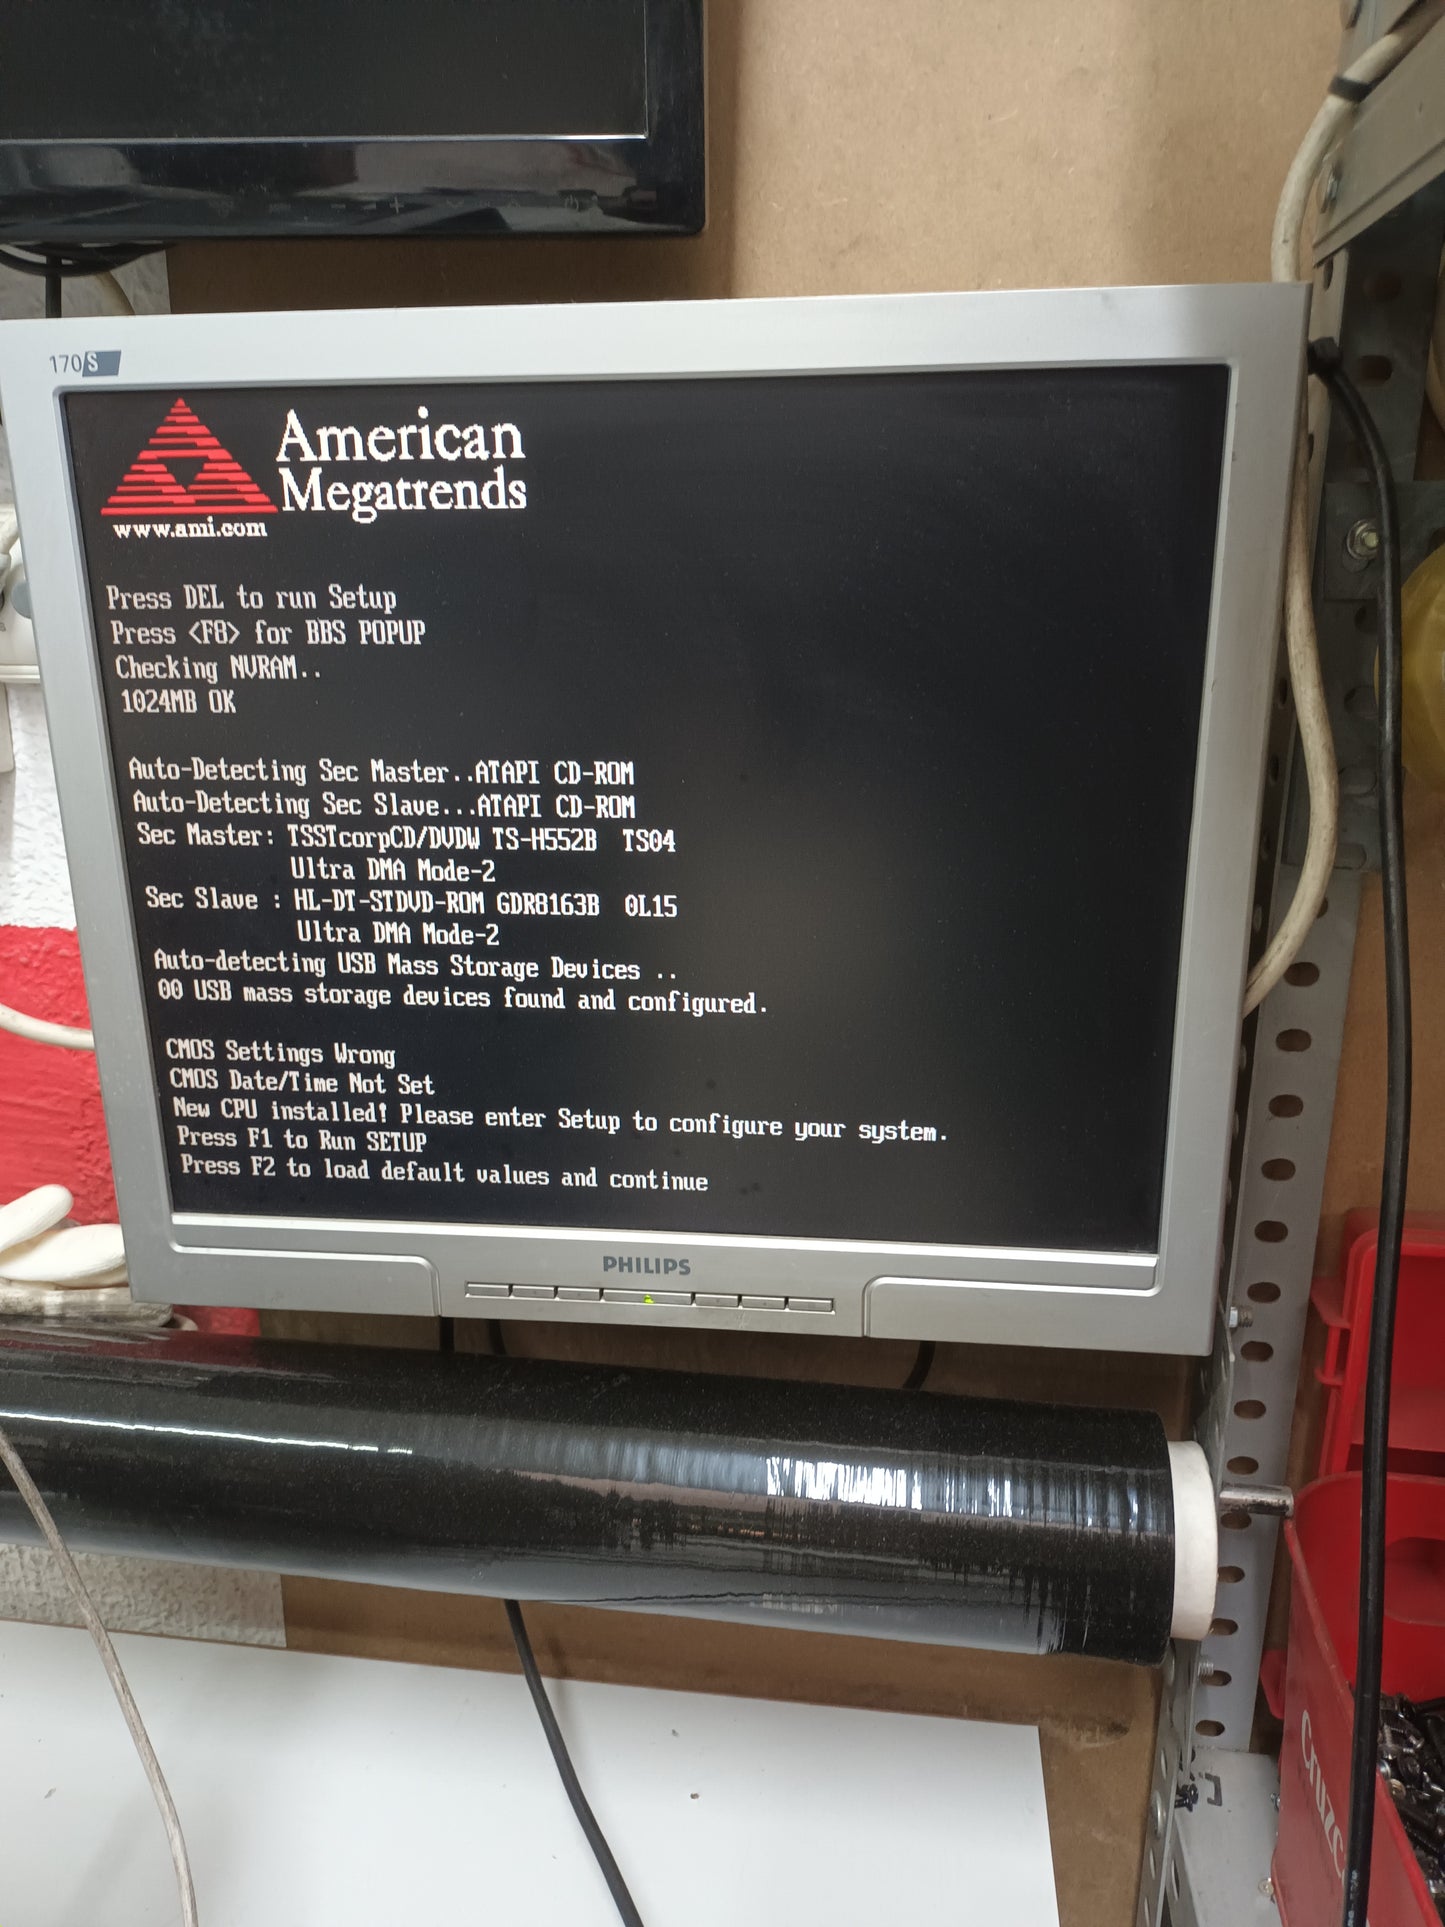 170S
American
Megatrends
www.ami.com
Press DEL to run Setup
Press <F8> for BBS POPUP
Checking NVRAM..
1024MB OK
Auto-Detecting Sec Master..ATAPI CD-ROM
Auto-Detecting Sec Slave...ATAPI CD-ROM
Sec Master: TSSTcorpCD/DVDW TS-H552B TS04
Ultra DMA Mode-2
Sec Slave : HL-DT-STDVD-ROM GDR8163B 0L15
Ultra DMA Mode-2
Auto-detecting USB Mass Storage Devices ..
00 USB mass storage devices found and configured.
CMOS Settings Wrong
CMOS Date/Time Not Set
New CPU installed! Please enter Setup to configure your system.
Press F1 to Run SETUP
Press F2 to load default values and continue
PHILIPS